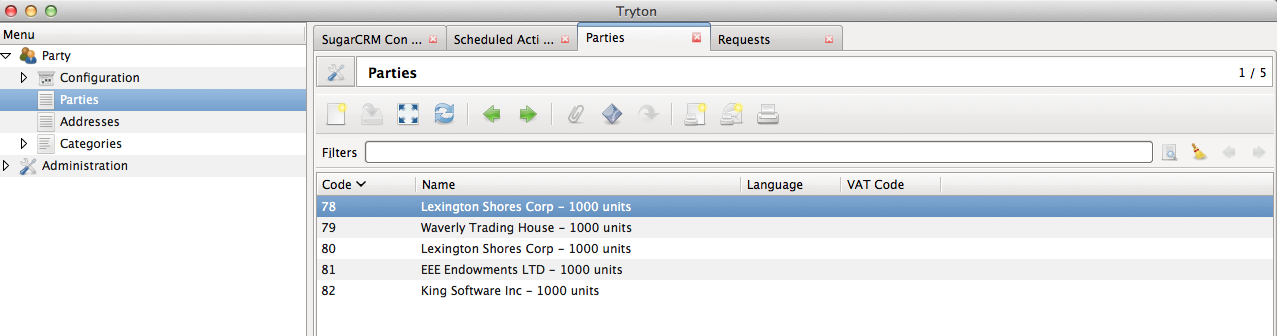 Tryton
Menu
Party
Configuration
Parties
Addresses
Categories
Administration
SugarCRM Con ... Scheduled Acti ... Parties Requests
Parties 1 / 5
Filters
Code Name Language VAT Code
78 Lexington Shores Corp - 1000 units
79 Waverly Trading House - 1000 units
80 Lexington Shores Corp - 1000 units
81 EEE Endowments LTD - 1000 units
82 King Software Inc - 1000 units